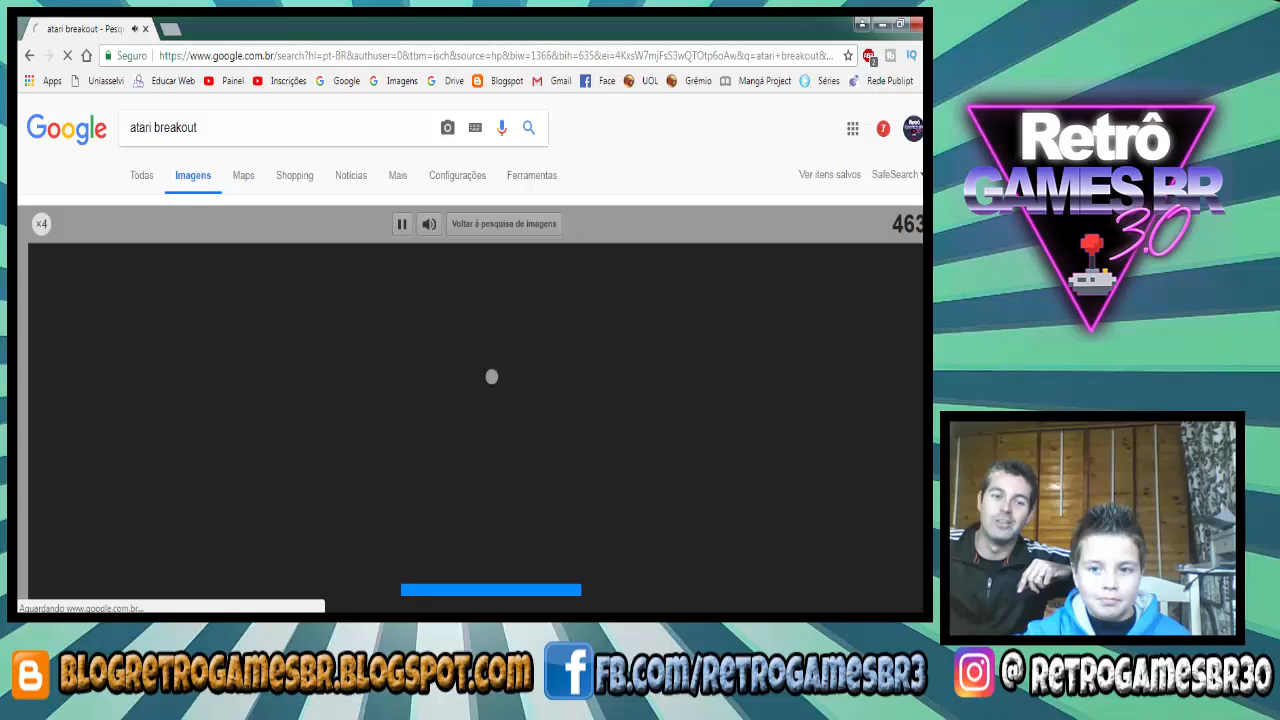 atari breakout - Pesqu
Seguro
https://www.google.com.br/search?hl=pt-BR&authuser=0&tbm=isch&source=hp&biw=1366&bih=635&ei=4KxsW7mjFsS3wQTOtp6oAw&q=atari+breakout&...
Apps Uniasselvi Educar Web Painel Inscrições Google Imagens Drive Blogspot Gmail Face UOL Grêmio Mangá Project Séries Rede Publipt
Google
atari breakout
Todas Imagens Maps Shopping Notícias Mais Configurações Ferramentas Ver itens salvos SafeSearch
x4 Voltar à pesquisa de imagens 463
Aguardando www.google.com.br...
Retrô
GAMES BR
3.0
BLOGRETROGAMESBR.BLOGSPOT.COM FB.COM/RETROGAMESBR3 @RETROGAMESBR30